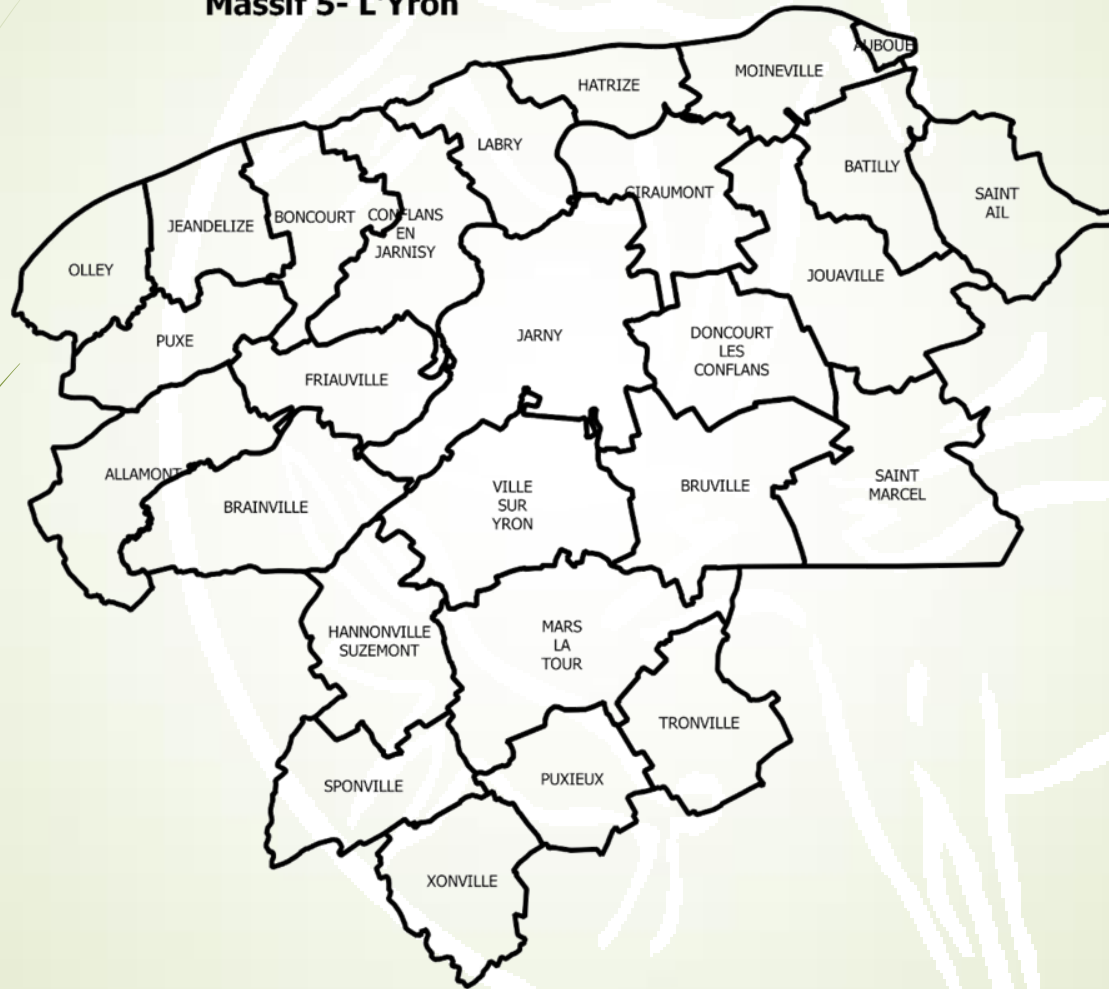 Massif 5- L'Yron
AUBOUE
MOINEVILLE
HATRIZE
LABRY
BATILLY
GIRAUMONT
SAINT
AIL
JEANDELIZE
BONCOURT
CONFLANS
EN
JARNISY
OLLEY
JOUAVILLE
PUXE
JARNY
DONCOURT
LES
CONFLANS
FRIAUVILLE
ALLAMONT
BRAINVILLE
VILLE
SUR
YRON
BRUVILLE
SAINT
MARCEL
HANNONVILLE
SUZEMONT
MARS
LA
TOUR
TRONVILLE
SPONVILLE
PUXIEUX
XONVILLE